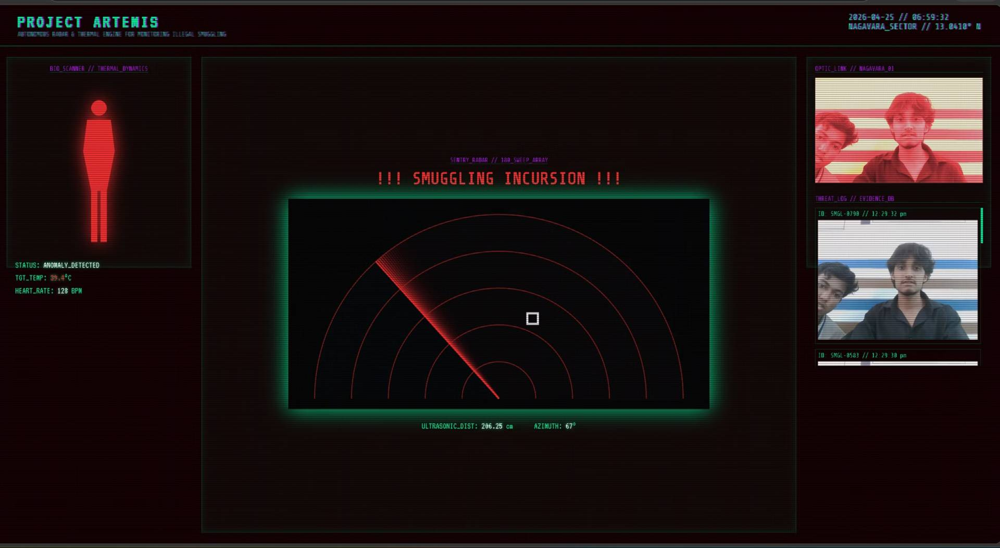 PROJECT ARTEMIS
AUTONOMOUS RADAR & THERMAL ENGINE FOR MONITORING ILLEGAL SMUGGLING
2026-04-25 // 06:59:32
NAGAVARA_SECTOR // 13.0410° N
BIO_SCANNER // THERMAL_DYNAMICS
STATUS: ANOMALY_DETECTED
TGT_TEMP: 39.4°C
HEART_RATE: 128 BPM
SENTRY_RADAR // 180_SWEEP_ARRAY
!!! SMUGGLING INCURSION !!!
ULTRASONIC_DIST: 206.25 cm AZIMUTH: 67°
OPTIC_LINK // NAGAVARA_01
THREAT_LOG // EVIDENCE_DB
ID: SMGL-0790 // 12:29:32 pm
ID: SMGL-0583 // 12:29:30 pm